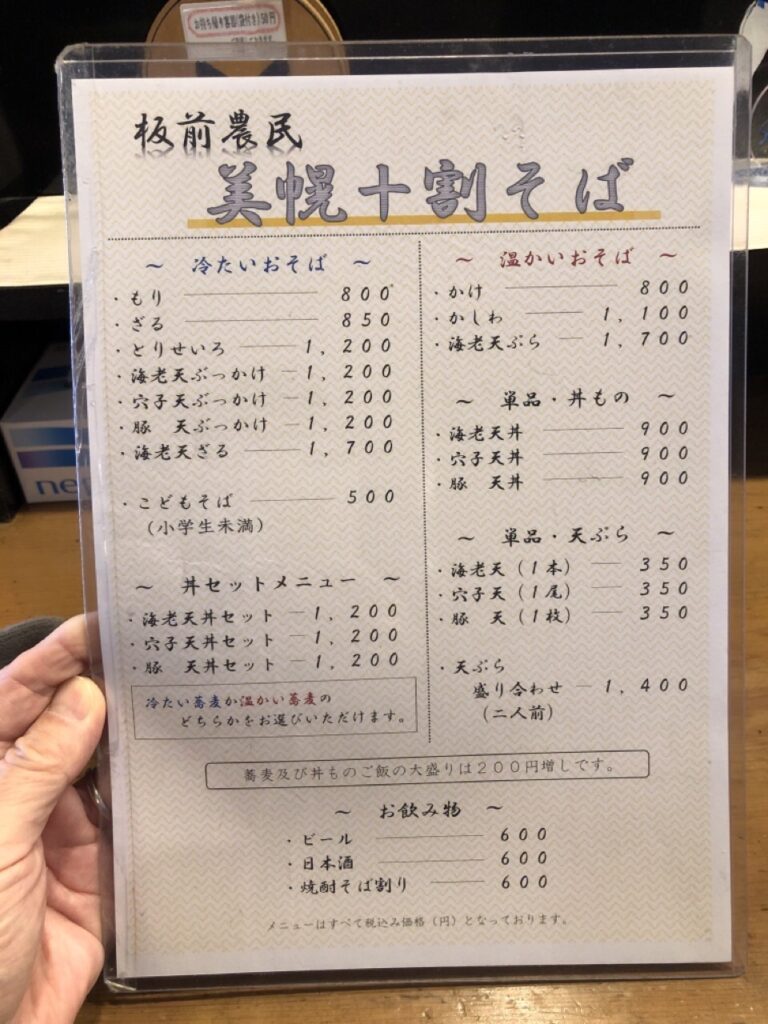 お持ち帰り容器(袋付き)50円
板前農民
美幌十割そば
～ 冷たいおそば ～
・もり 800
・ざる 850
・とりせいろ 1,200
・海老天ぶっかけ 1,200
・穴子天ぶっかけ 1,200
・豚 天ぶっかけ 1,200
・海老天ざる 1,700
・こどもそば 500
(小学生未満)
～ 丼セットメニュー ～
・海老天丼セット 1,200
・穴子天丼セット 1,200
・豚 天丼セット 1,200
冷たい蕎麦か温かい蕎麦の
どちらかをお選びいただけます。
～ 温かいおそば ～
・かけ 800
・かしわ 1,100
・海老天ぷら 1,700
～ 単品・丼もの ～
・海老天丼 900
・穴子天丼 900
・豚 天丼 900
～ 単品・天ぷら ～
・海老天(1本) 350
・穴子天(1尾) 350
・豚 天(1枚) 350
・天ぷら
盛り合わせ 1,400
(二人前)
蕎麦及び丼ものご飯の大盛りは200円増しです。
～ お飲み物 ～
・ビール 600
・日本酒 600
・焼酎そば割り 600
メニューはすべて税込み価格(円)となっております。
nep